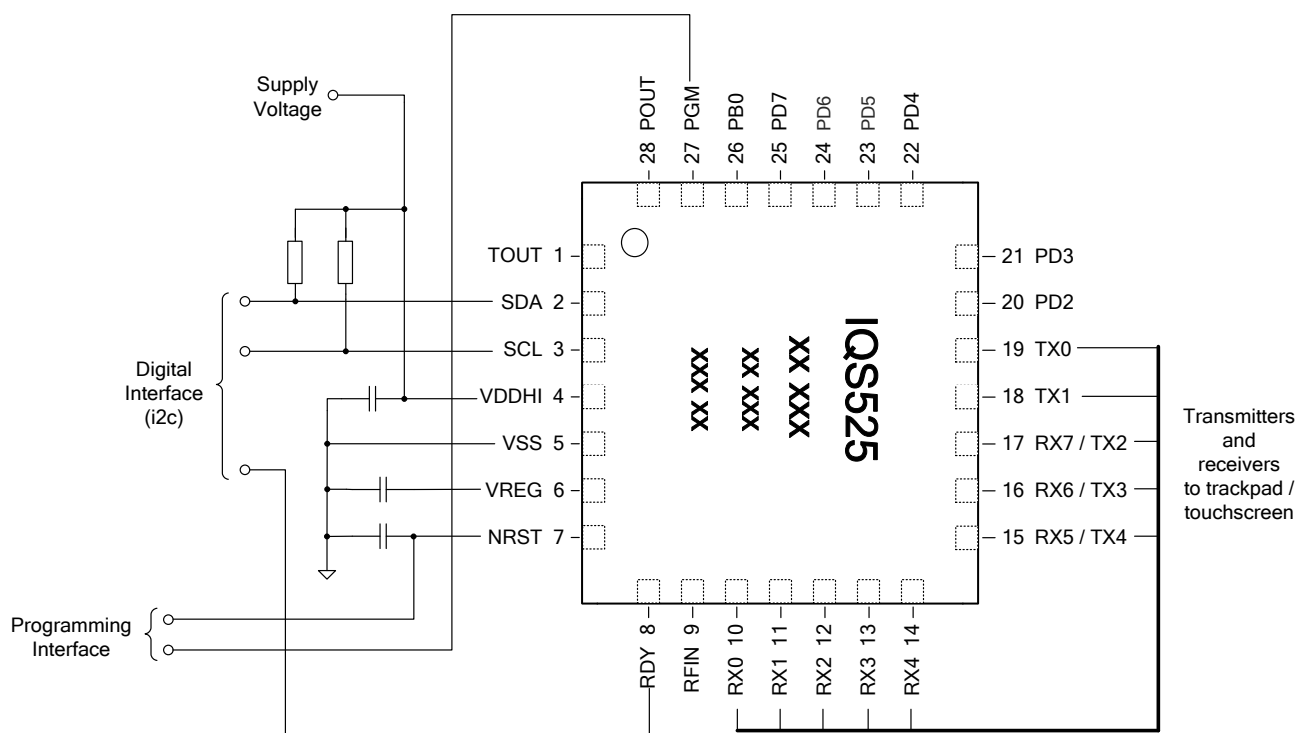 Supply
Voltage
28 POUT
27 PGM
26 PB0
25 PD7
24 PD6
23 PD5
22 PD4
TOUT 1
SDA 2
SCL 3
VDDHI 4
VSS 5
VREG 6
NRST 7
Digital
Interface
(i2c)
Programming
Interface
IQS525
XX XXX
XXX XX
XXX XX
21 PD3
20 PD2
19 TX0
18 TX1
17 RX7 / TX2
16 RX6 / TX3
15 RX5 / TX4
Transmitters
and
receivers
to trackpad /
touchscreen
RDY 8
RFIN 9
RX0 10
RX1 11
RX2 12
RX3 13
RX4 14